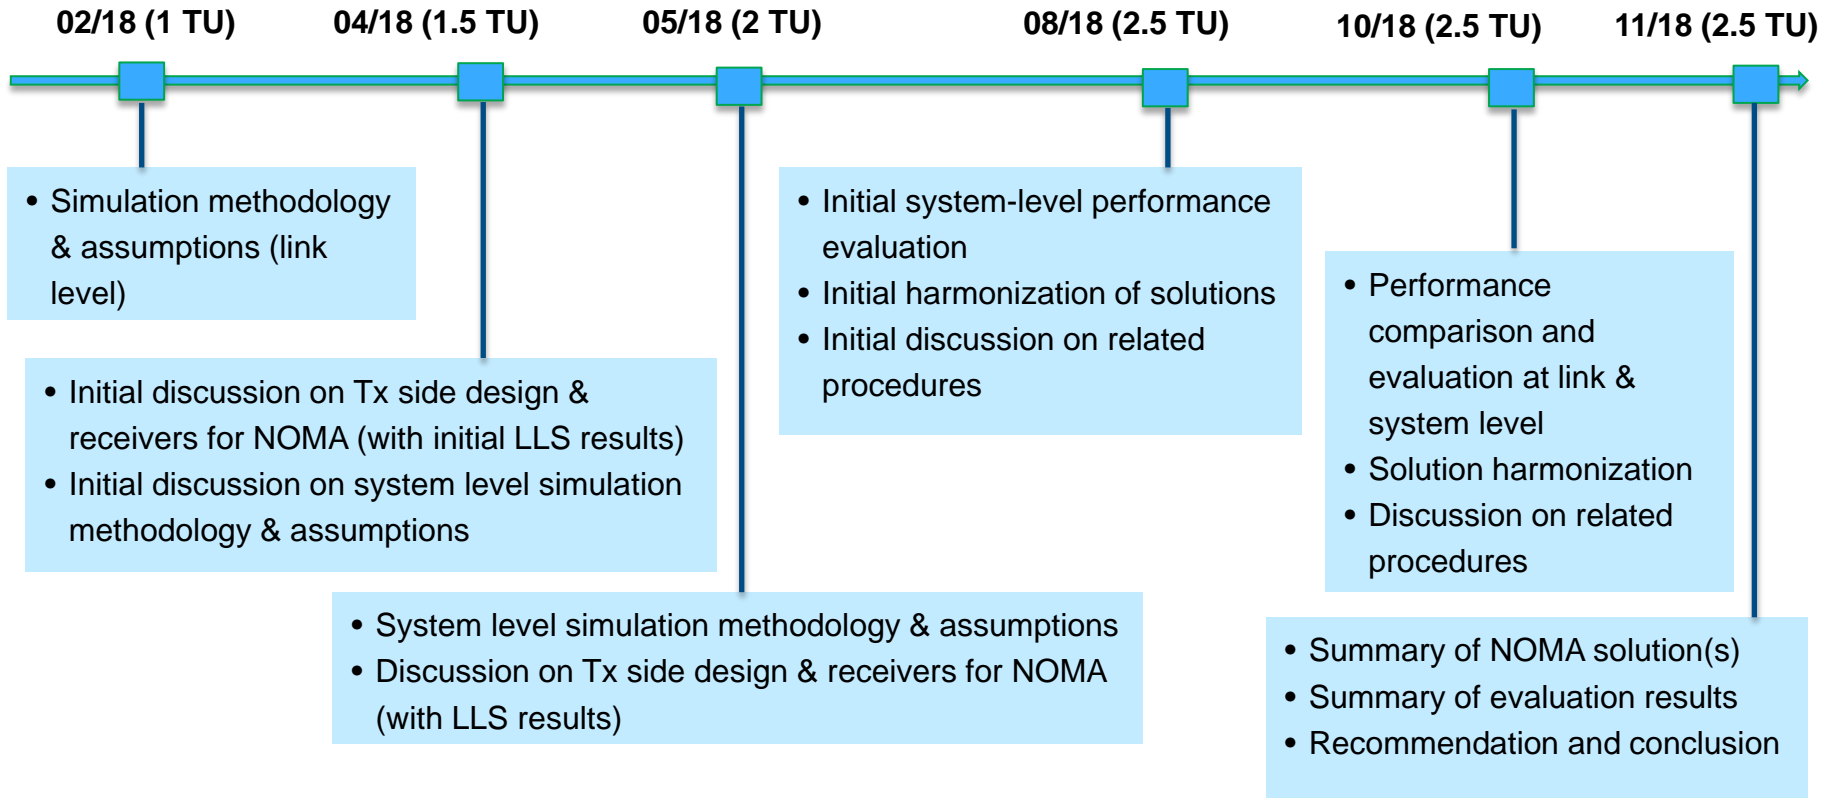 02/18 (1 TU)
04/18 (1.5 TU)
05/18 (2 TU)
08/18 (2.5 TU)
10/18 (2.5 TU)
11/18 (2.5 TU)
• Simulation methodology
& assumptions (link
level)
• Initial discussion on Tx side design &
receivers for NOMA (with initial LLS results)
• Initial discussion on system level simulation
methodology & assumptions
• System level simulation methodology & assumptions
• Discussion on Tx side design & receivers for NOMA
(with LLS results)
• Initial system-level performance
evaluation
• Initial harmonization of solutions
• Initial discussion on related
procedures
• Performance
comparison and
evaluation at link &
system level
• Solution harmonization
• Discussion on related
procedures
• Summary of NOMA solution(s)
• Summary of evaluation results
• Recommendation and conclusion